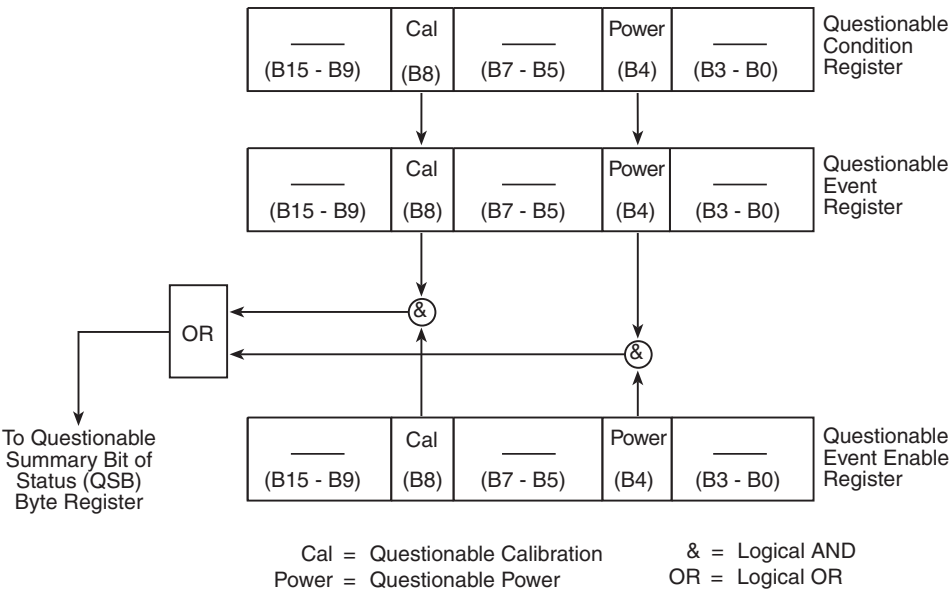 Cal
Power
(B15 - B9)
(B8)
(B7 - B5)
(B4)
(B3 - B0)
Questionable
Condition
Register
Cal
Power
(B15 - B9)
(B8)
(B7 - B5)
(B4)
(B3 - B0)
Questionable
Event
Register
&
OR
&
To Questionable
Summary Bit of
Status (QSB)
Byte Register
Cal
Power
(B15 - B9)
(B8)
(B7 - B5)
(B4)
(B3 - B0)
Questionable
Event Enable
Register
Cal = Questionable Calibration
Power = Questionable Power
& = Logical AND
OR = Logical OR